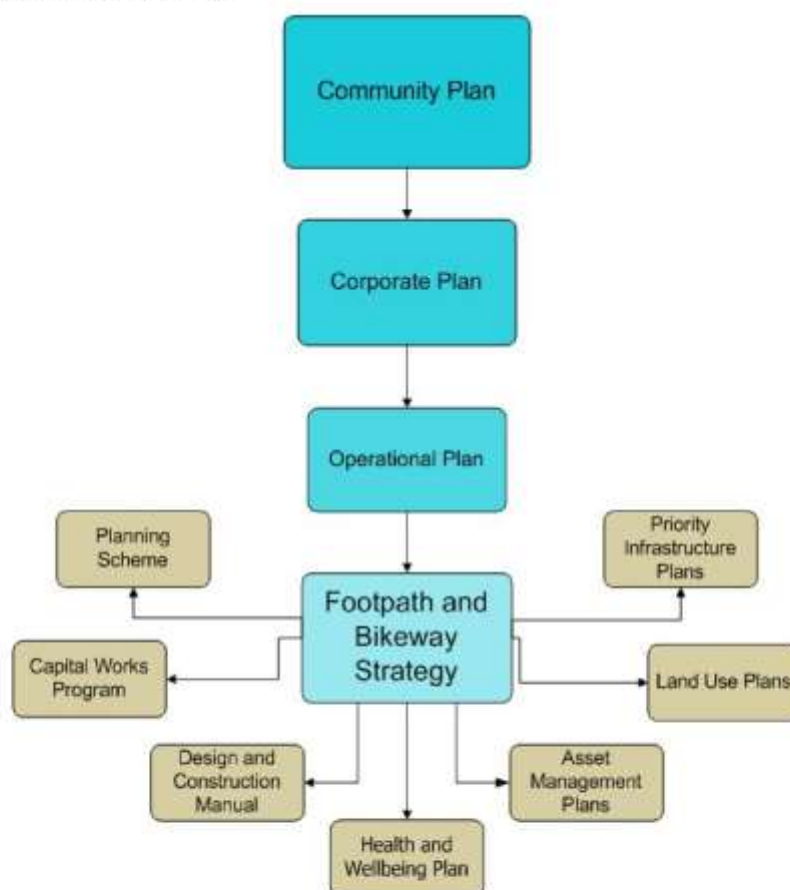 Community Plan
Corporate Plan
Operational Plan
Planning
Scheme
Priority
Infrastructure
Plans
Footpath and
Bikeway
Strategy
Capital Works
Program
Land Use Plans
Design and
Construction
Manual
Asset
Management
Plans
Health and
Wellbeing Plan